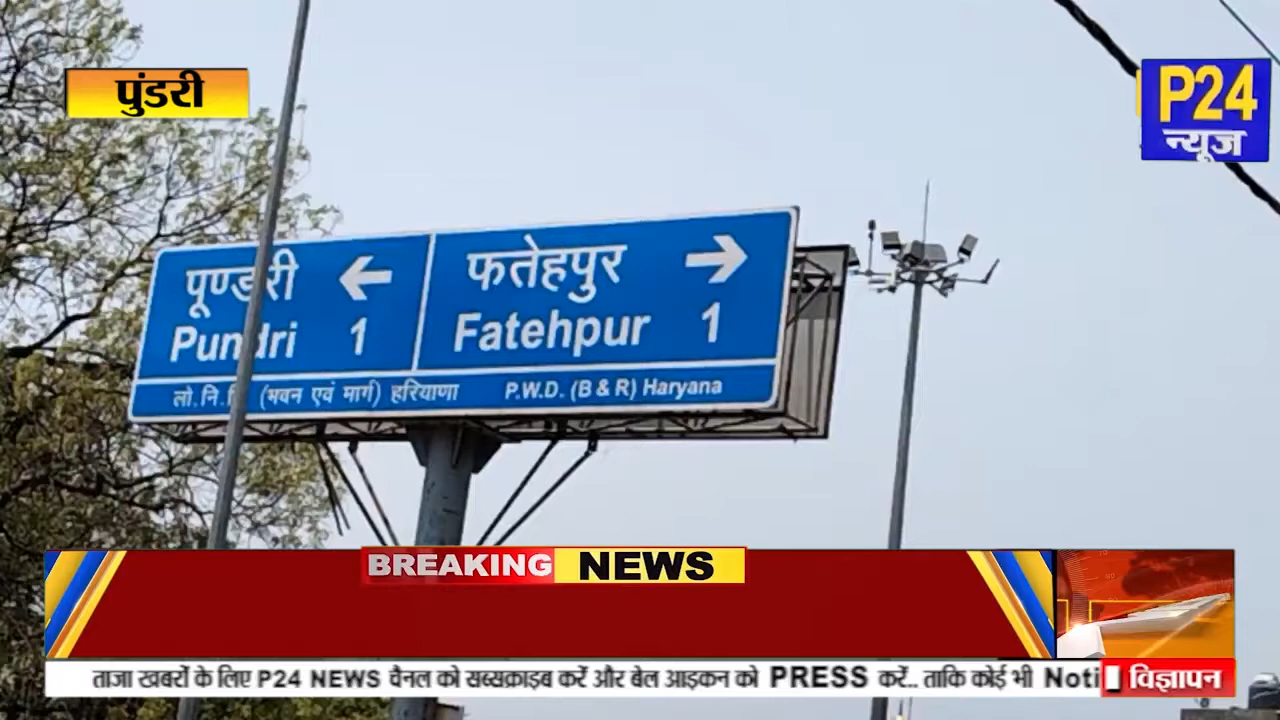 पुंडरी
P24
न्यूज
पूण्डरी ←
फतेहपुर →
Pundri 1
Fatehpur 1
लो.नि. (भवन एवं मार्ग) हरियाणा
P.W.D. (B & R) Haryana
BREAKING NEWS
ताजा खबरों के लिए P24 NEWS चैनल को सब्सक्राइब करें और बेल आइकन को PRESS करें.. ताकि कोई भी Noti
विज्ञापन